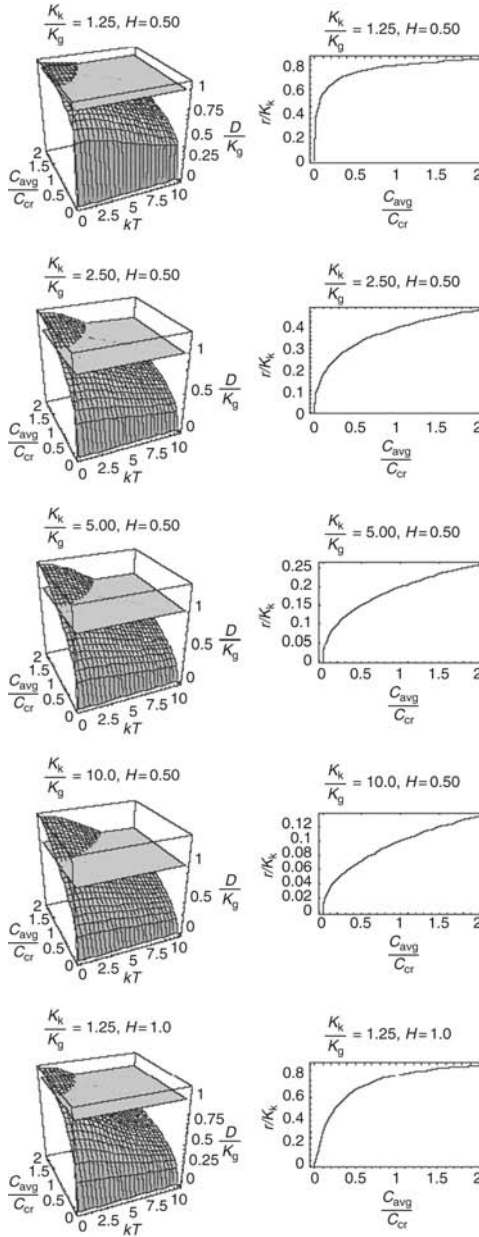 K_k/K_g = 1.25, H = 0.50
1
0.75
0.5
0.25
0
D/K_g
2
1.5
1
0.5
0
C_avg/C_cr
0 2.5 5 7.5 10
kT
K_k/K_g = 1.25, H = 0.50
0.8
0.6
0.4
0.2
0
r/K_k
0 0.5 1 1.5 2
C_avg/C_cr
K_k/K_g = 2.50, H = 0.50
1
0.5
0
D/K_g
2
1.5
1
0.5
0
C_avg/C_cr
0 2.5 5 7.5 10
kT
K_k/K_g = 2.50, H = 0.50
0.4
0.3
0.2
0.1
0
r/K_k
0 0.5 1 1.5 2
C_avg/C_cr
K_k/K_g = 5.00, H = 0.50
1
0.5
0
D/K_g
2
1.5
1
0.5
0
C_avg/C_cr
0 2.5 5 7.5 10
kT
K_k/K_g = 5.00, H = 0.50
0.25
0.2
0.15
0.1
0.05
0
r/K_k
0 0.5 1 1.5 2
C_avg/C_cr
K_k/K_g = 10.0, H = 0.50
1
0.5
0
D/K_g
2
1.5
1
0.5
0
C_avg/C_cr
0 2.5 5 7.5 10
kT
K_k/K_g = 10.0, H = 0.50
0.12
0.1
0.08
0.06
0.04
0.02
0
r/K_k
0 0.5 1 1.5 2
C_avg/C_cr
K_k/K_g = 1.25, H = 1.0
1
0.75
0.5
0.25
0
D/K_g
2
1.5
1
0.5
0
C_avg/C_cr
0 2.5 5 7.5 10
kT
K_k/K_g = 1.25, H = 1.0
0.8
0.6
0.4
0.2
0
r/K_k
0 0.5 1 1.5 2
C_avg/C_cr